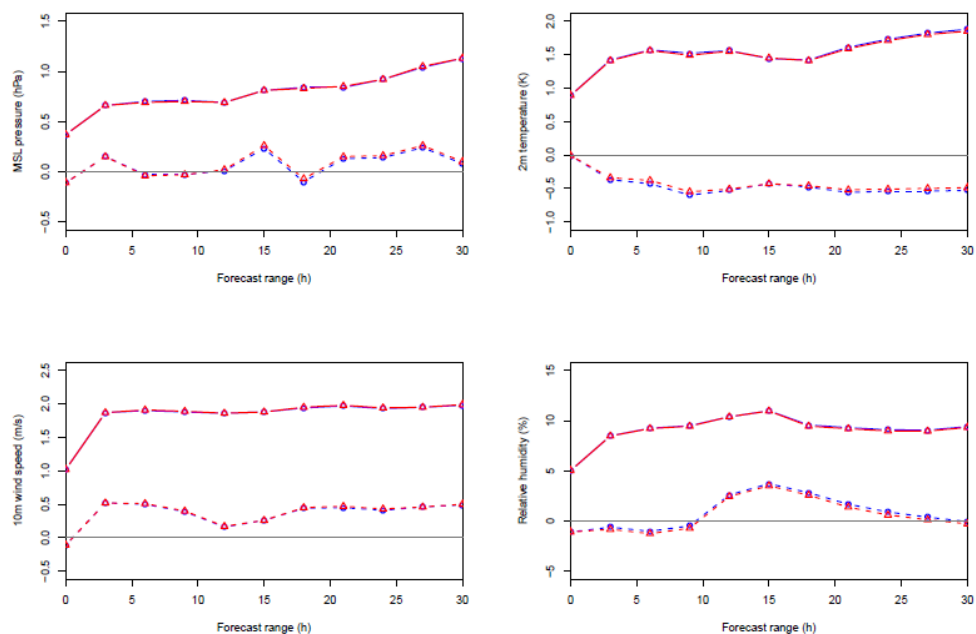 MSL pressure (hPa)
1.5
1.0
0.5
0.0
−0.5
0 5 10 15 20 25 30
Forecast range (h)
2m temperature (K)
2.0
1.5
1.0
0.5
0.0
−0.5
−1.0
0 5 10 15 20 25 30
Forecast range (h)
10m wind speed (m/s)
2.5
2.0
1.5
1.0
0.5
0.0
−0.5
0 5 10 15 20 25 30
Forecast range (h)
Relative humidity (%)
15
10
5
0
−5
0 5 10 15 20 25 30
Forecast range (h)